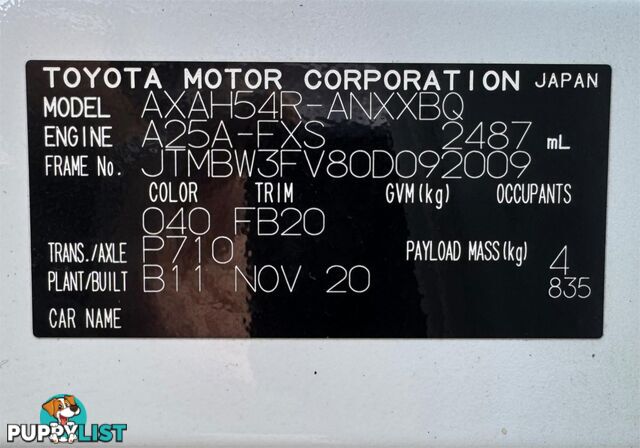 TOYOTA MOTOR CORPORATION JAPAN
MODEL AXAH54R-ANXXBQ
ENGINE A25A-FXS 2487 mL
FRAME No. JTMBW3FV80D092009
COLOR TRIM GVM(kg) OCCUPANTS
040 FB20
TRANS./AXLE P710 PAYLOAD MASS(kg) 4
PLANT/BUILT B11 NOV 20 835
CAR NAME
PUPPYLIST